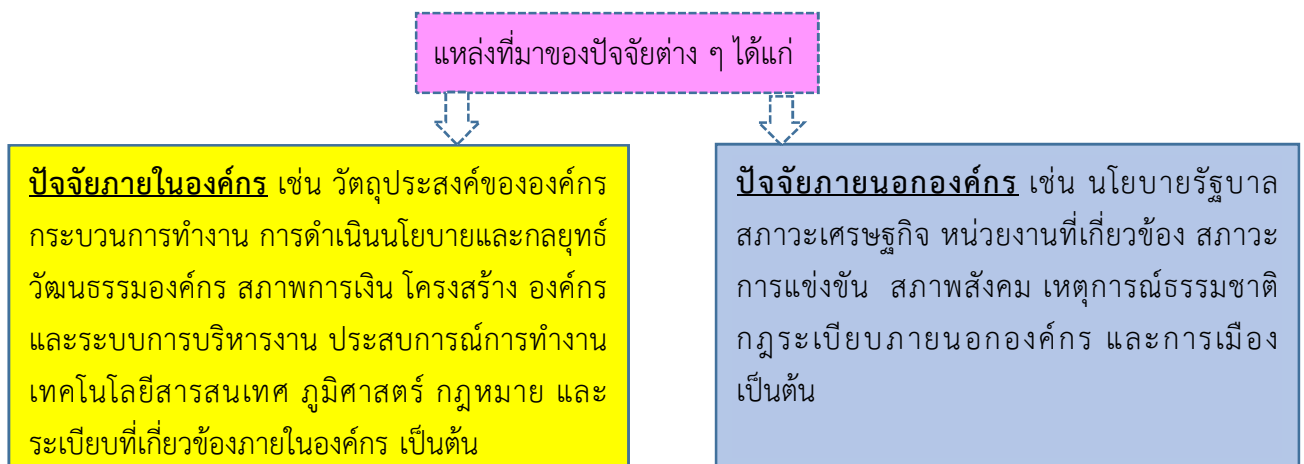 แหล่งที่มาของปัจจัยต่าง ๆ ได้แก่
ปัจจัยภายในองค์กร เช่น วัตถุประสงค์ขององค์กร
กระบวนการทำงาน การดำเนินนโยบายและกลยุทธ์
วัฒนธรรมองค์กร สภาพการเงิน โครงสร้าง องค์กร
และระบบการบริหารงาน ประสบการณ์การทำงาน
เทคโนโลยีสารสนเทศ ภูมิศาสตร์ กฎหมาย และ
ระเบียบที่เกี่ยวข้องภายในองค์กร เป็นต้น
ปัจจัยภายนอกองค์กร เช่น นโยบายรัฐบาล
สภาวะเศรษฐกิจ หน่วยงานที่เกี่ยวข้อง สภาวะ
การแข่งขัน สภาพสังคม เหตุการณ์ธรรมชาติ
กฎระเบียบภายนอกองค์กร และการเมือง
เป็นต้น